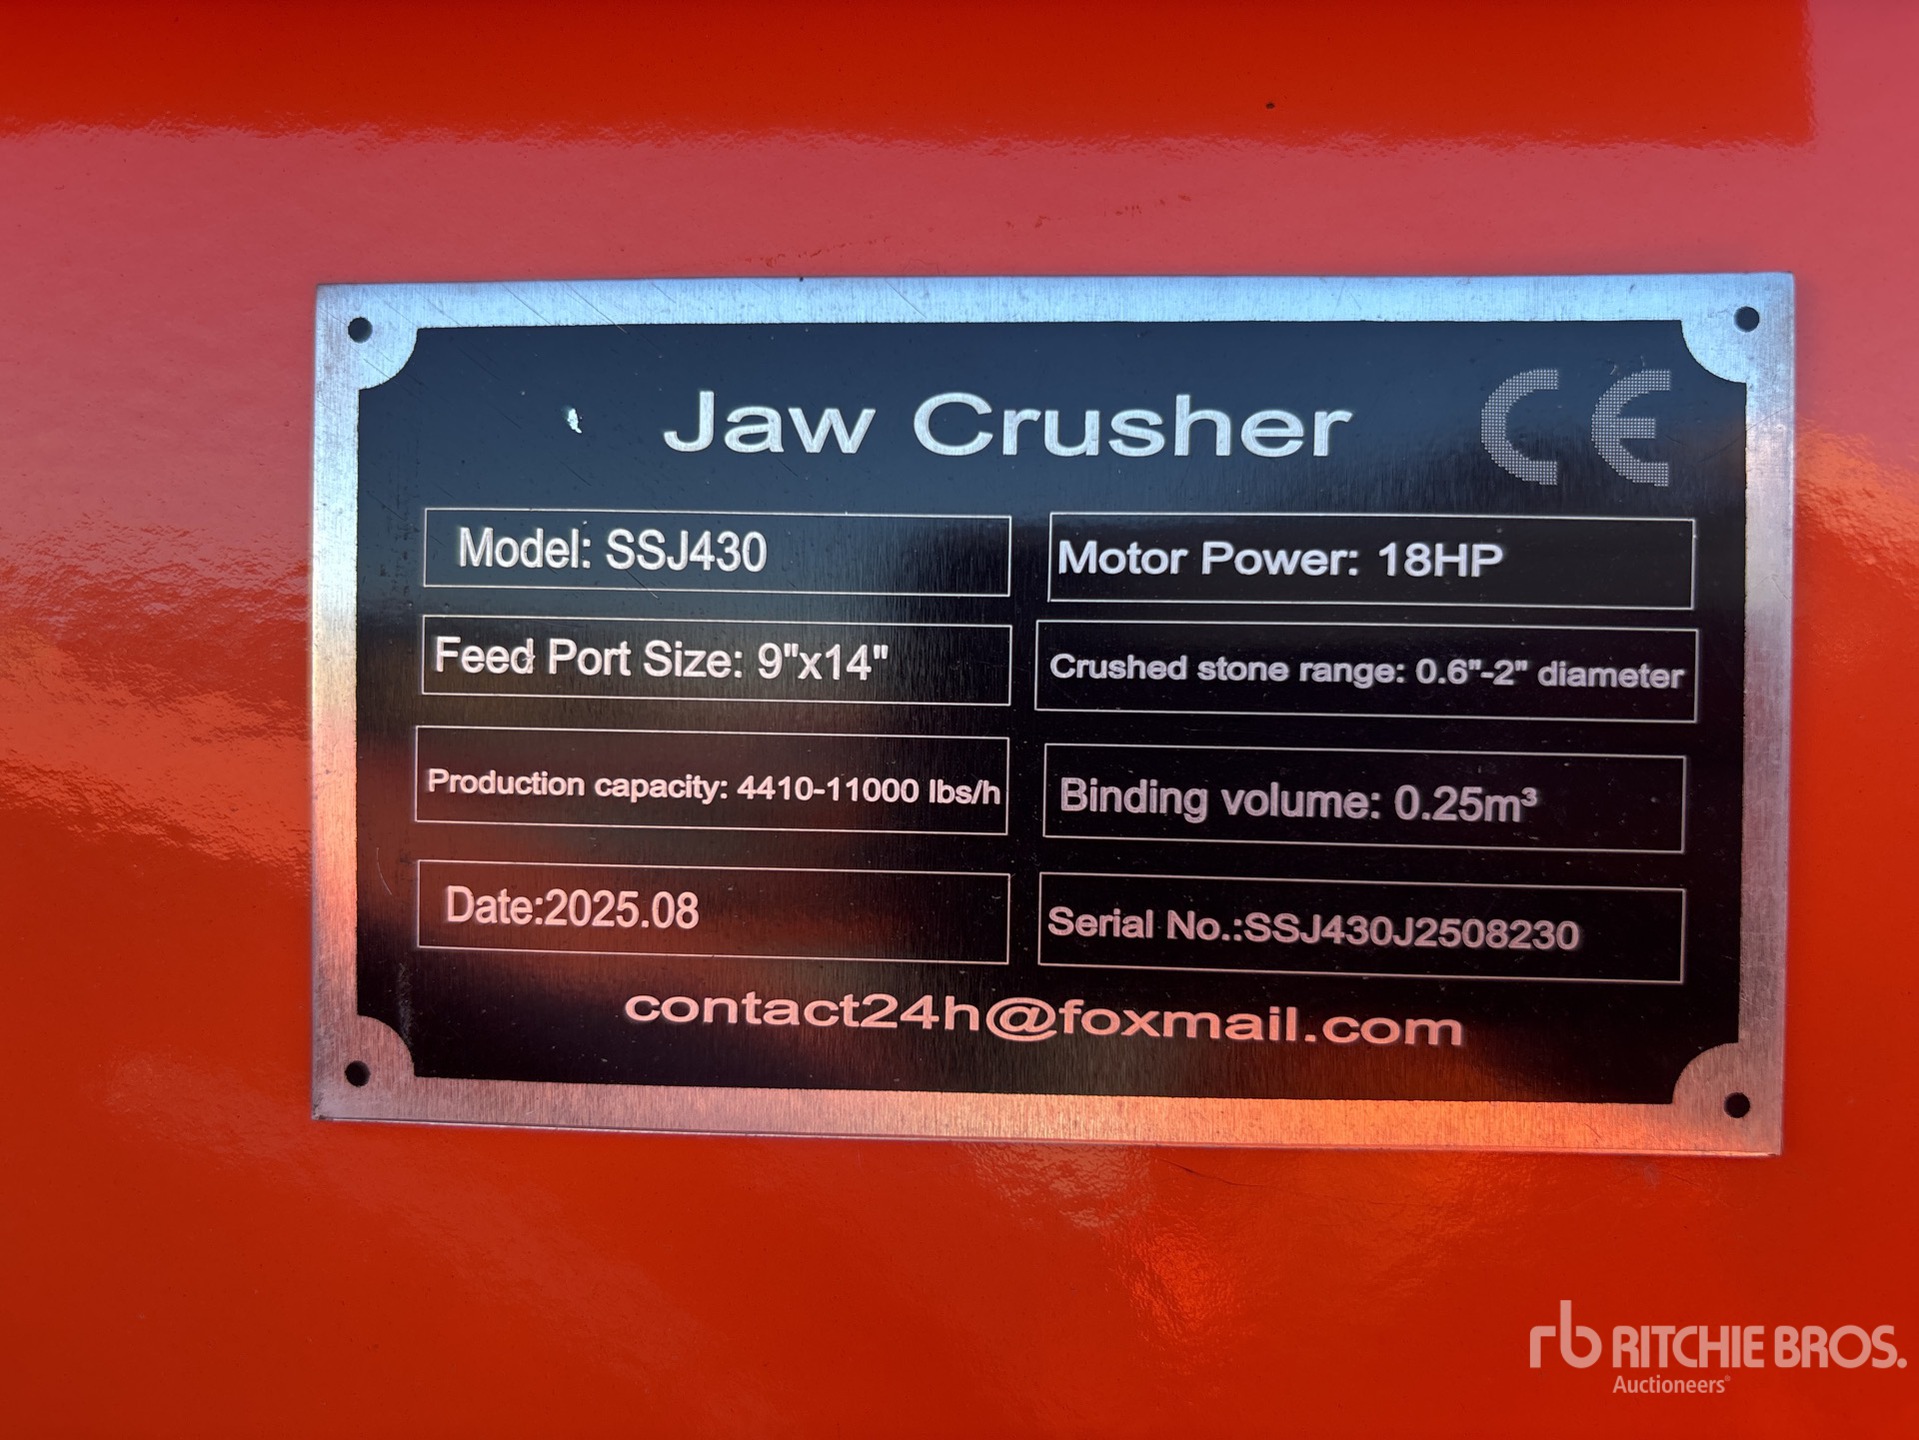 Jaw Crusher CE
Model: SSJ430
Motor Power: 18HP
Feed Port Size: 9"x14"
Crushed stone range: 0.6"-2" diameter
Production capacity: 4410-11000 lbs/h
Binding volume: 0.25m³
Date:2025.08
Serial No.:SSJ430J2508230
contact24h@foxmail.com
rb RITCHIE BROS.
Auctioneers®